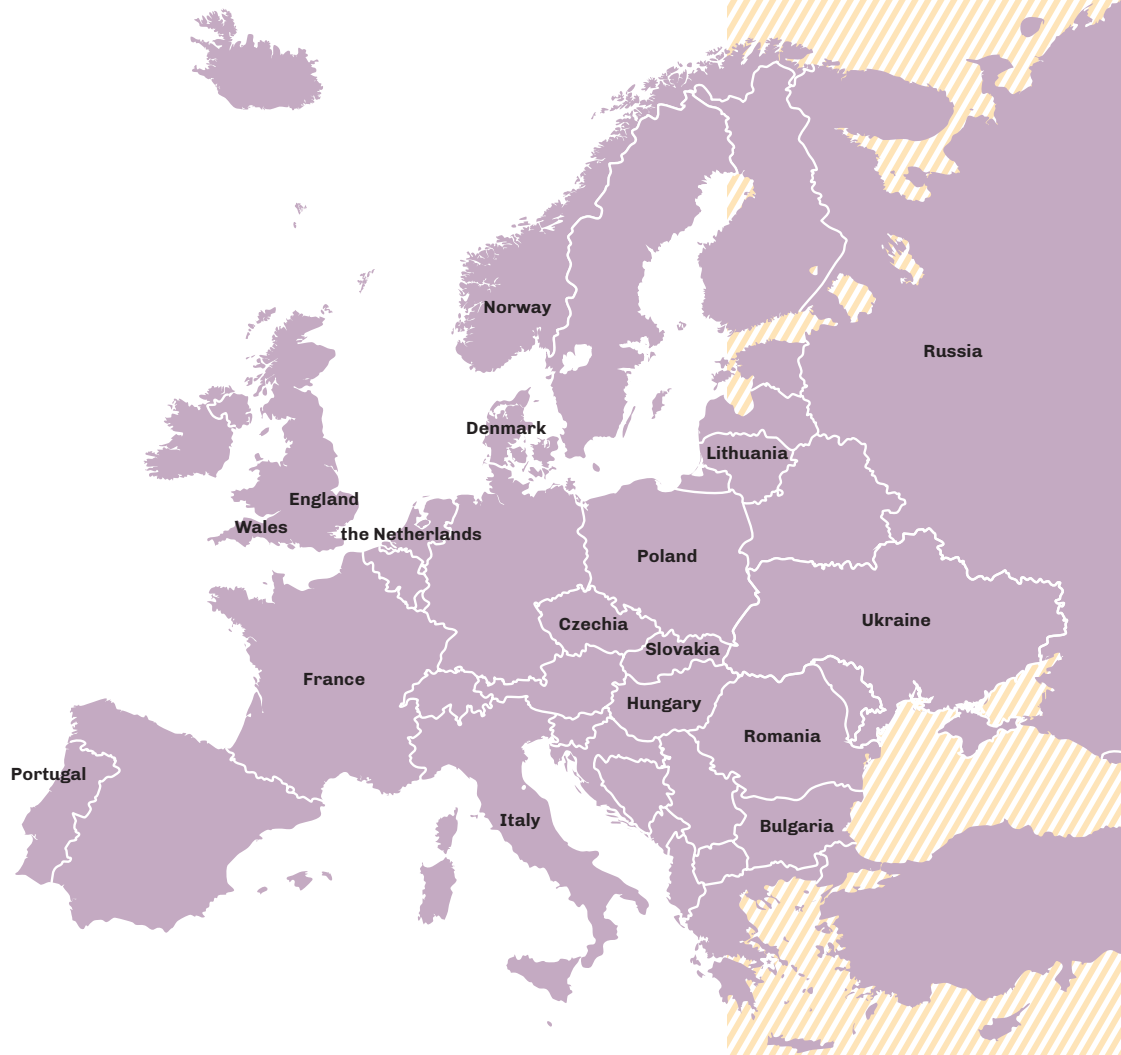 Norway
Russia
Denmark
Lithuania
England
Wales
the Netherlands
Poland
Czechia
Ukraine
Slovakia
France
Hungary
Romania
Portugal
Italy
Bulgaria